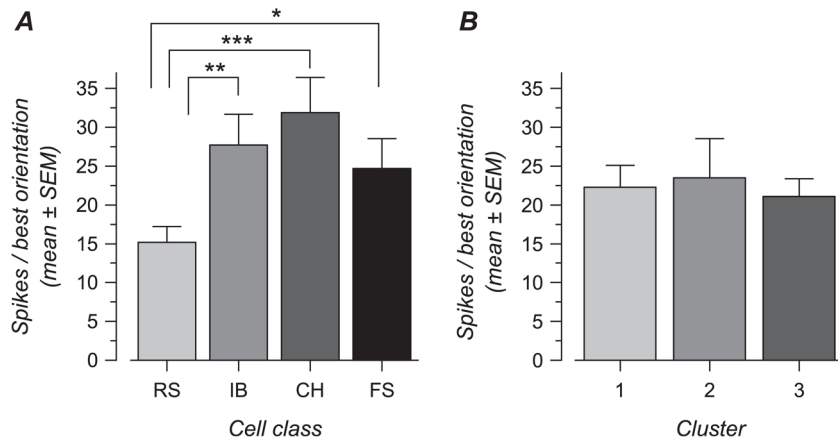 A
*
***
**
Spikes / best orientation
(mean ± SEM)
35
30
25
20
15
10
5
0
RS IB CH FS
Cell class
B
Spikes / best orientation
(mean ± SEM)
35
30
25
20
15
10
5
0
1 2 3
Cluster